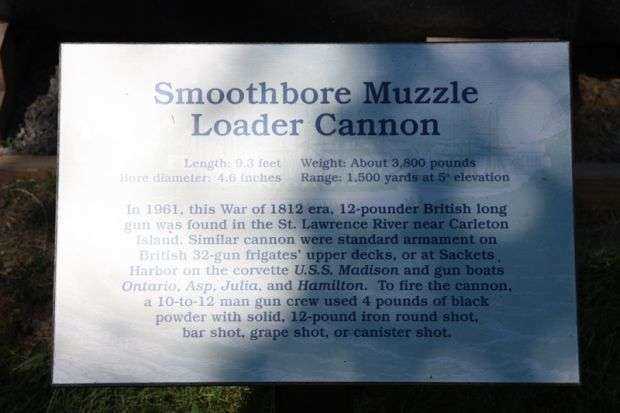 Smoothbore Muzzle
Loader Cannon
Length: 9.3 feet Weight: About 3,800 pounds
Bore diameter: 4.6 inches Range: 1,500 yards at 5° elevation
In 1961, this War of 1812 era, 12-pounder British long
gun was found in the St. Lawrence River near Carleton
Island. Similar cannon were standard armament on
British 32-gun frigates' upper decks, or at Sackets
Harbor on the corvette U.S.S. Madison and gun boats
Ontario, Asp, Julia, and Hamilton. To fire the cannon,
a 10-to-12 man gun crew used 4 pounds of black
powder with solid, 12-pound iron round shot,
bar shot, grape shot, or canister shot.